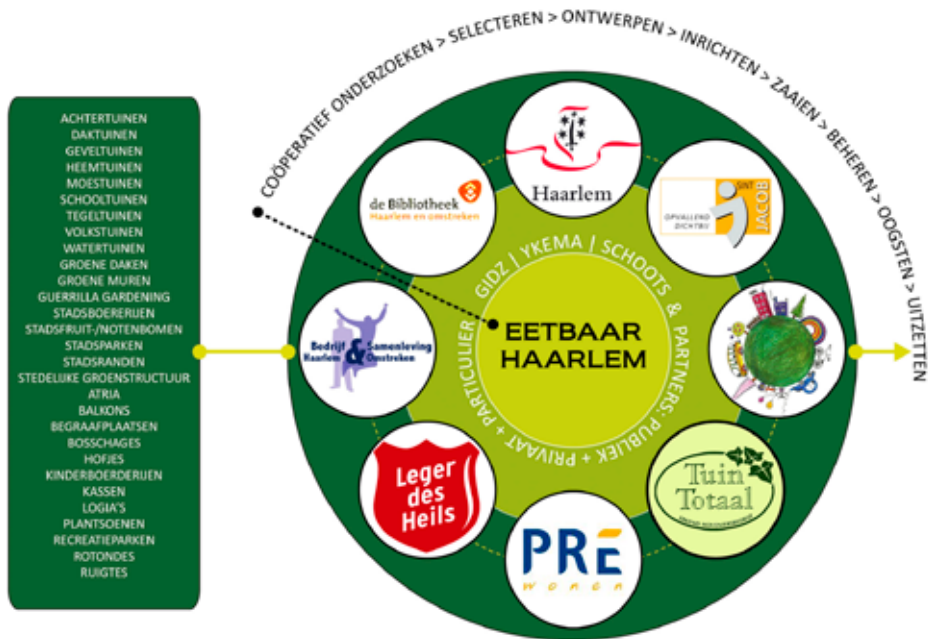 ACHTERTUINEN
DAKTUINEN
GEVELTUINEN
HEEMTUINEN
MOESTUINEN
SCHOOLTUINEN
TEGELTUINEN
VOLKSTUINEN
WATERTUINEN
GROENE DAKEN
GROENE MUREN
GUERRILLA GARDENING
STADSBOERERIJEN
STADSFRUIT-/NOTENBOMEN
STADSPARKEN
STADSRANDEN
STEDELIJKE GROENSTRUCTUUR
ATRIA
BALKONS
BEGRAAFPLAATSEN
BOSSCHAGES
HOFJES
KINDERBOERDERIJEN
KASSEN
LOGIA'S
PLANTSOENEN
RECREATIEPARKEN
ROTONDES
RUIGTES
COÖPERATIEF ONDERZOEKEN > SELECTEREN > ONTWERPEN > INRICHTEN > ZAAIEN > BEHEREN > OOGSTEN > UITZETTEN
Haarlem
de Bibliotheek
Haarlem en omstreken
OPVALLEND
DICHTBIJ
SINT
JACOB
GIDZ | YKEMA | SCHOOTS & PARTNERS: PUBLIEK + PRIVAAT + PARTICULIER
EETBAAR
HAARLEM
Bedrijf & Samenleving
Haarlem Omstreken
Leger
des
Heils
PRE
woner
Tuin
Totaal